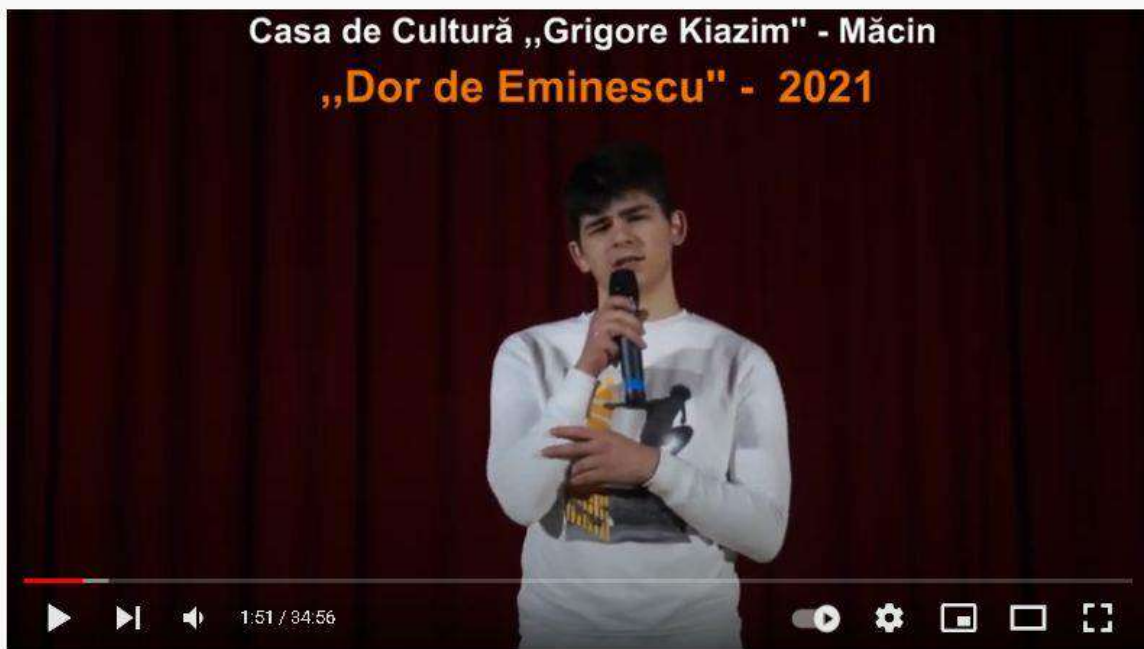 Casa de Cultură ,,Grigore Kiazim" - Măcin
,,Dor de Eminescu" - 2021
1:51 / 34:56